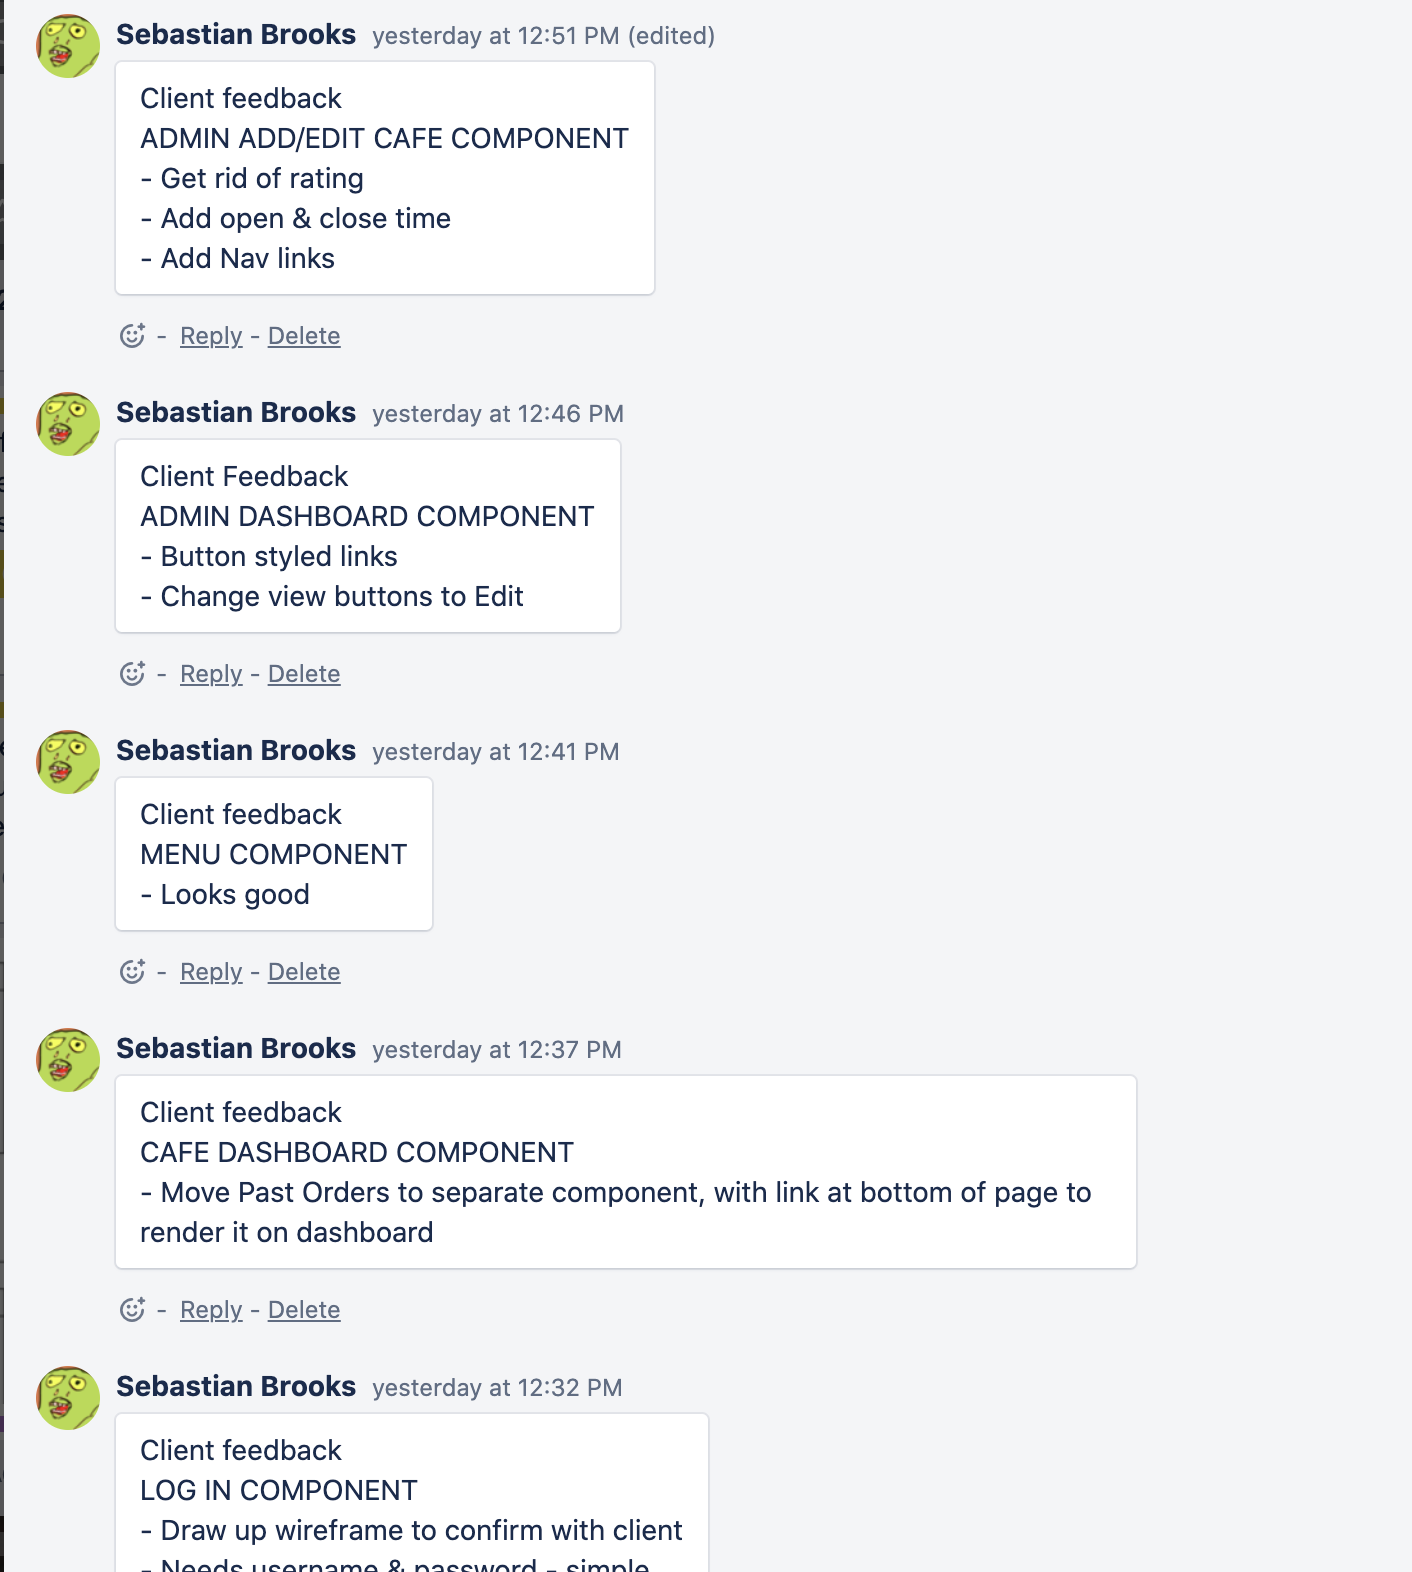 Sebastian Brooks yesterday at 12:51 PM (edited)
Client feedback
ADMIN ADD/EDIT CAFE COMPONENT
- Get rid of rating
- Add open & close time
- Add Nav links
- Reply - Delete
Sebastian Brooks yesterday at 12:46 PM
Client Feedback
ADMIN DASHBOARD COMPONENT
- Button styled links
- Change view buttons to Edit
- Reply - Delete
Sebastian Brooks yesterday at 12:41 PM
Client feedback
MENU COMPONENT
- Looks good
- Reply - Delete
Sebastian Brooks yesterday at 12:37 PM
Client feedback
CAFE DASHBOARD COMPONENT
- Move Past Orders to separate component, with link at bottom of page to
render it on dashboard
- Reply - Delete
Sebastian Brooks yesterday at 12:32 PM
Client feedback
LOG IN COMPONENT
- Draw up wireframe to confirm with client
- Needs username & password - simple